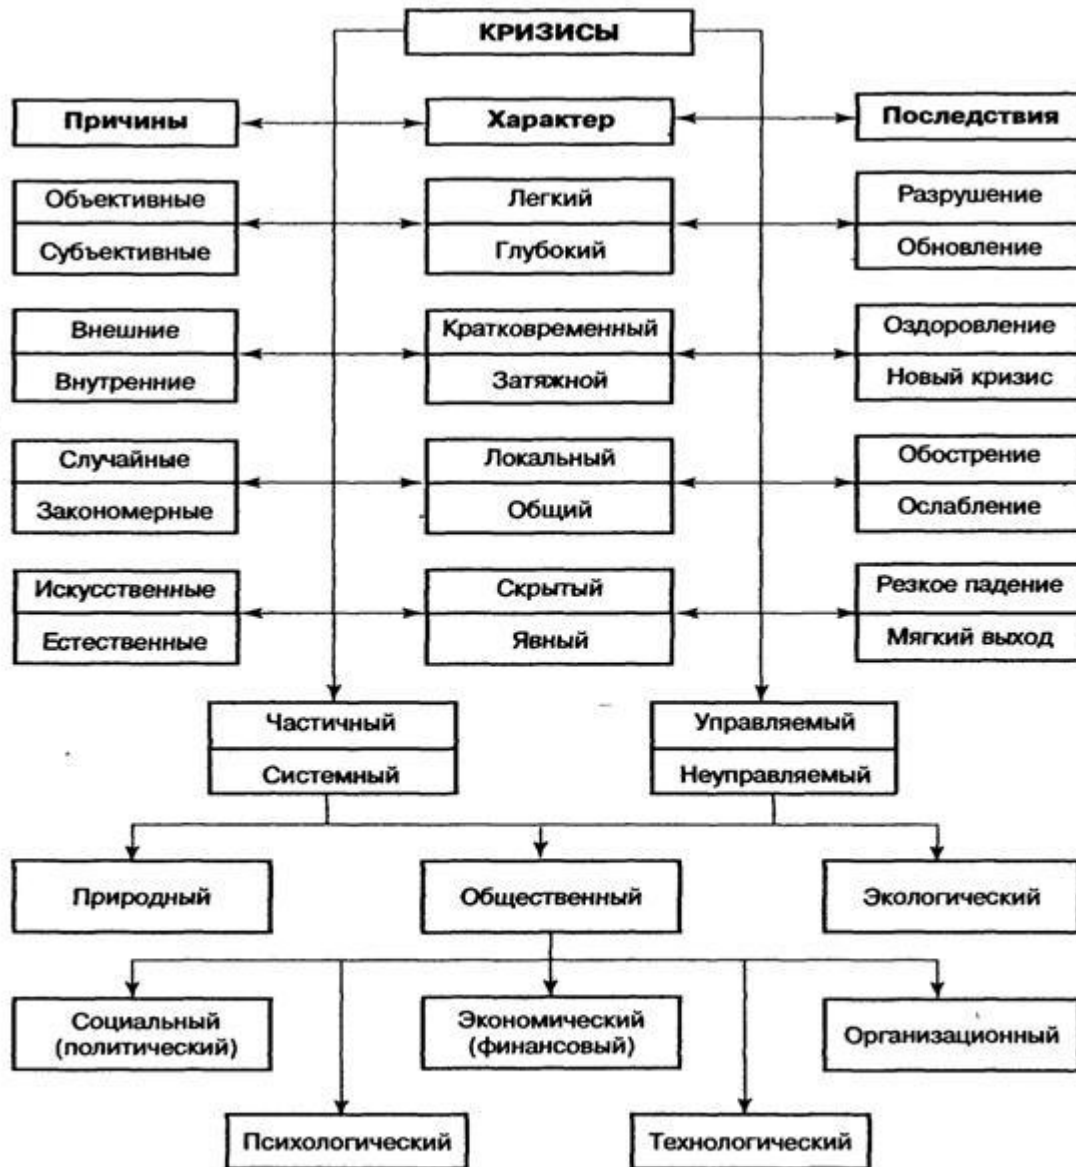 КРИЗИСЫ
Причины
Характер
Последствия
Объективные
Легкий
Разрушение
Субъективные
Глубокий
Обновление
Внешние
Кратковременный
Оздоровление
Внутренние
Затяжной
Новый кризис
Случайные
Локальный
Обострение
Закономерные
Общий
Ослабление
Искусственные
Скрытый
Резкое падение
Естественные
Явный
Мягкий выход
Частичный
Управляемый
Системный
Неуправляемый
Природный
Общественный
Экологический
Социальный
(политический)
Экономический
(финансовый)
Организационный
Психологический
Технологический